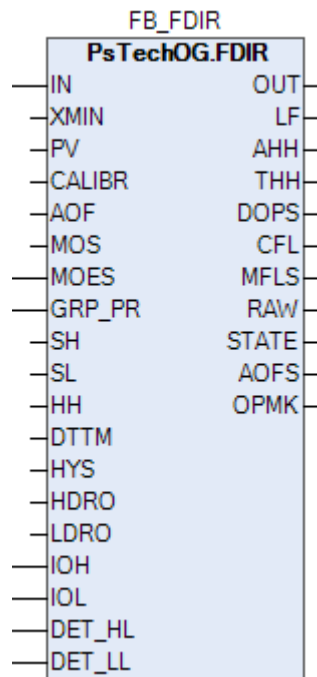 FB_FDIR
PsTechOG.FDIR
IN OUT
XMIN LF
PV AHH
CALIBR THH
AOF DOPS
MOS CFL
MOES MFLS
GRP_PR RAW
SH STATE
SL AOFS
HH OPMK
DTTM
HYS
HDRO
LDRO
IOH
IOL
DET_HL
DET_LL